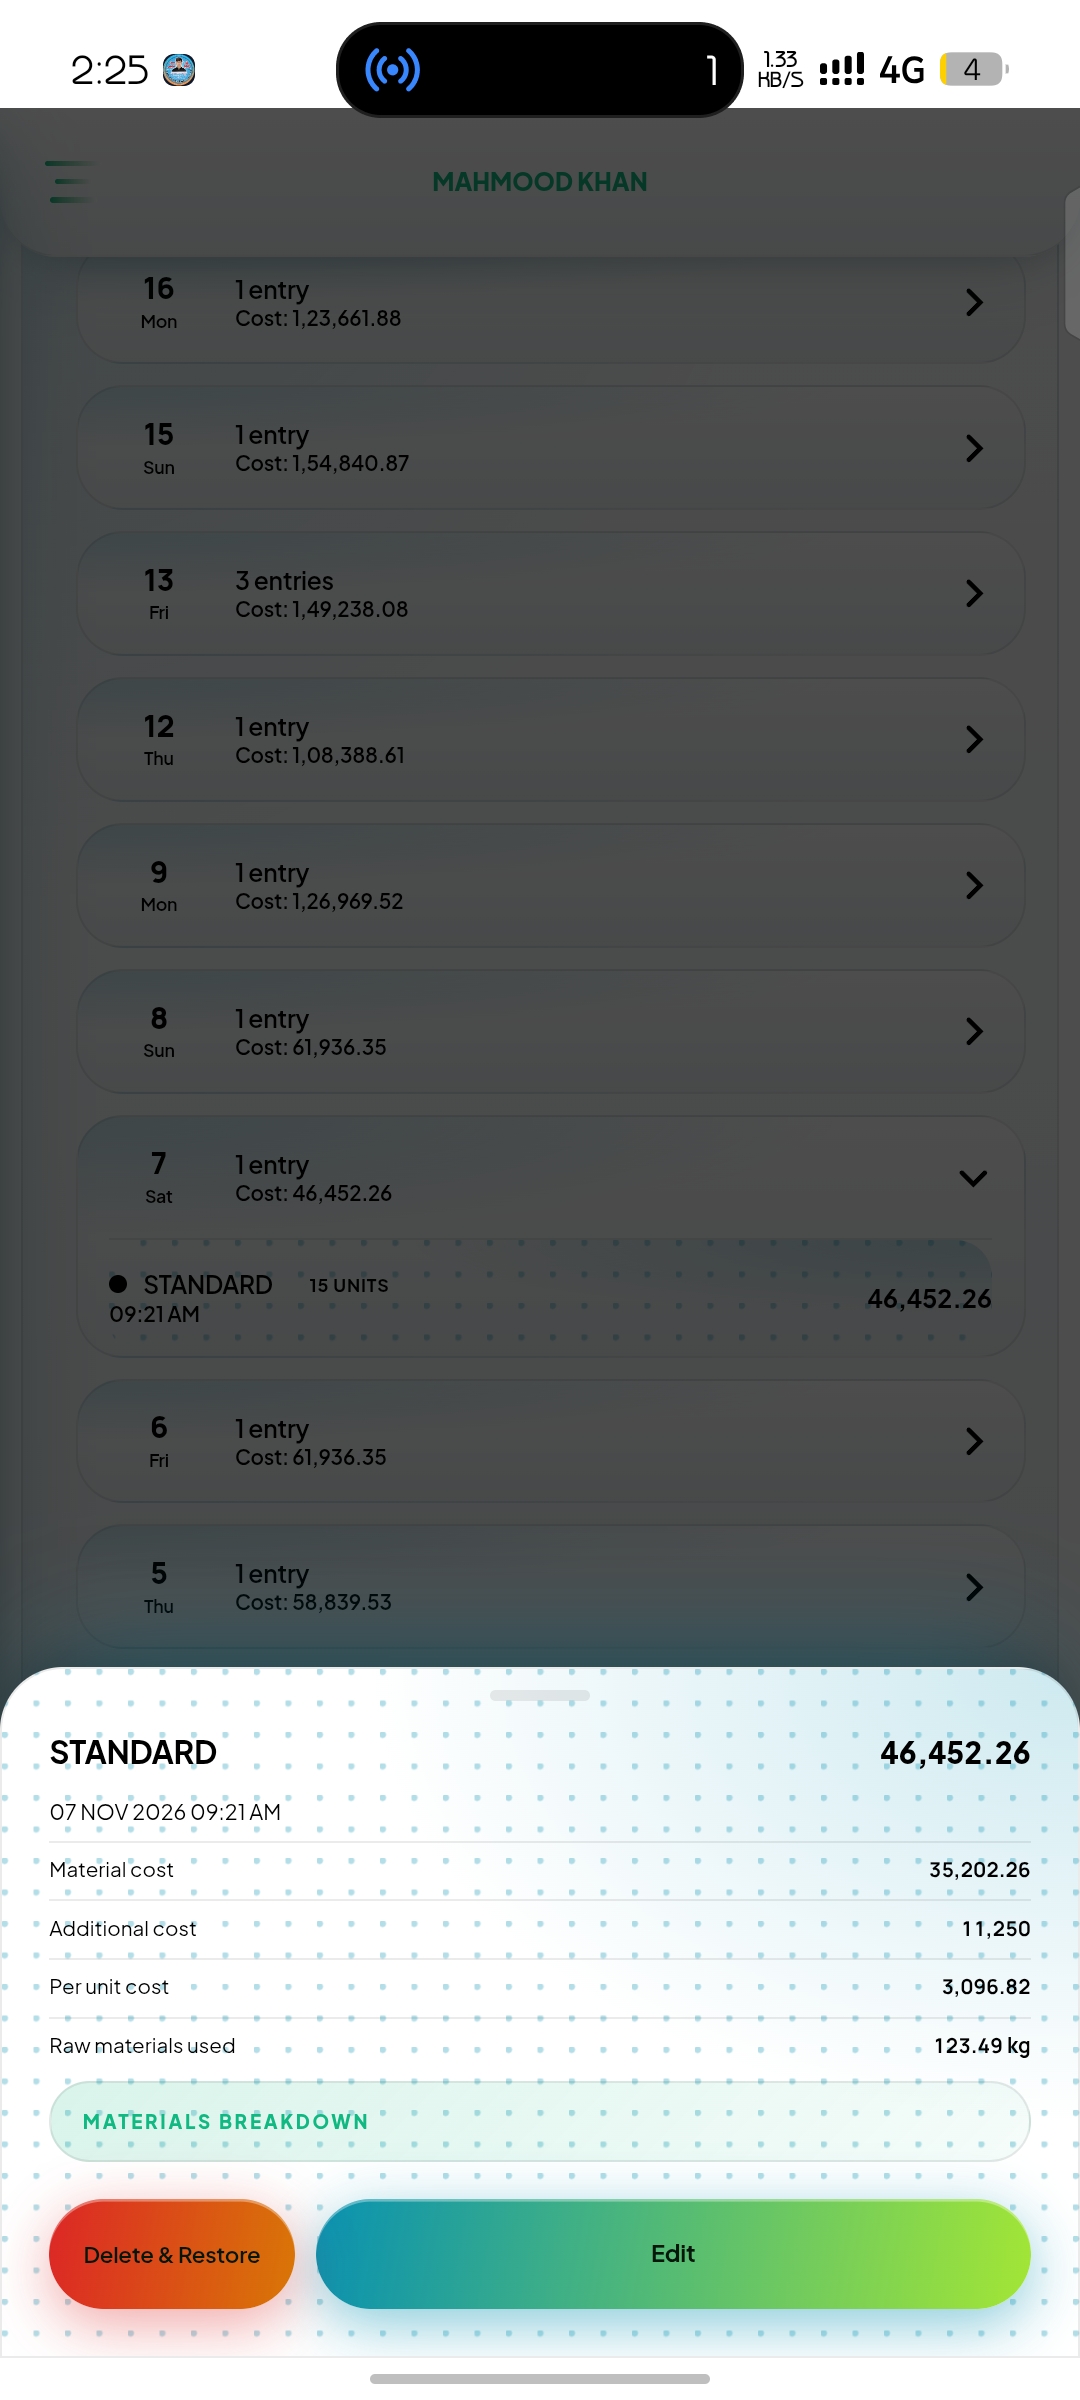 2:25
1
1.33
KB/S
4G
4
MAHMOOD KHAN
16
Mon
1 entry
Cost: 1,23,661.88
15
Sun
1 entry
Cost: 1,54,840.87
13
Fri
3 entries
Cost: 1,49,238.08
12
Thu
1 entry
Cost: 1,08,388.61
9
Mon
1 entry
Cost: 1,26,969.52
8
Sun
1 entry
Cost: 61,936.35
7
Sat
1 entry
Cost: 46,452.26
STANDARD 15 UNITS
09:21 AM
46,452.26
6
Fri
1 entry
Cost: 61,936.35
5
Thu
1 entry
Cost: 58,839.53
STANDARD 46,452.26
07 NOV 2026 09:21 AM
Material cost 35,202.26
Additional cost 11,250
Per unit cost 3,096.82
Raw materials used 123.49 kg
MATERIALS BREAKDOWN
Delete & Restore Edit